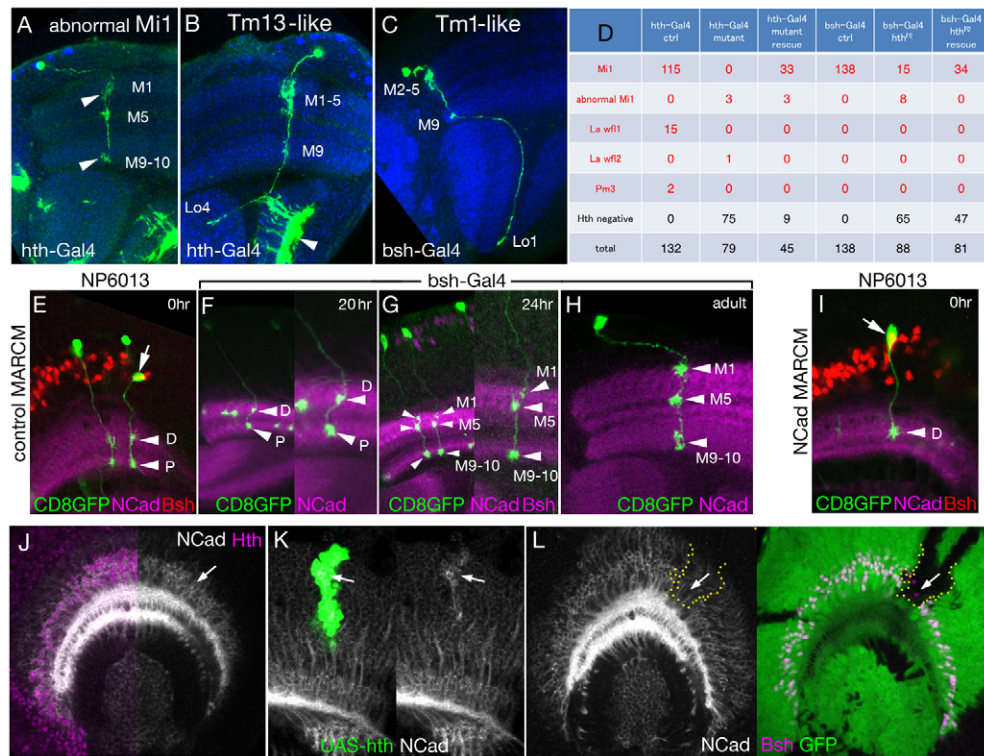 A abnormal Mi1
M1
M5
M9-10
hth-Gal4
B Tm13-like
M1-5
M9
Lo4
hth-Gal4
C Tm1-like
M2-5
M9
Lo1
bsh-Gal4
D hth-Gal4 ctrl hth-Gal4 mutant hth-Gal4 mutant rescue bsh-Gal4 ctrl bsh-Gal4 hthᴾ² bsh-Gal4 hthᴾ² rescue
Mi1 115 0 33 138 15 34
abnormal Mi1 0 3 3 0 8 0
La wfl1 15 0 0 0 0 0
La wfl2 0 1 0 0 0 0
Pm3 2 0 0 0 0 0
Hth negative 0 75 9 0 65 47
total 132 79 45 138 88 81
NP6013
bsh-Gal4
NP6013
control MARCM
E 0hr
D
P
CD8GFP NCad Bsh
F 20hr
D
P
D
P
CD8GFP NCad
G 24hr
M1
M5
M9-10
M1
M5
M9-10
CD8GFP NCad Bsh
H adult
M1
M5
M9-10
CD8GFP NCad
NCad MARCM
I 0hr
D
CD8GFP NCad Bsh
J NCad Hth
K
UAS-hth NCad
L
NCad
Bsh GFP